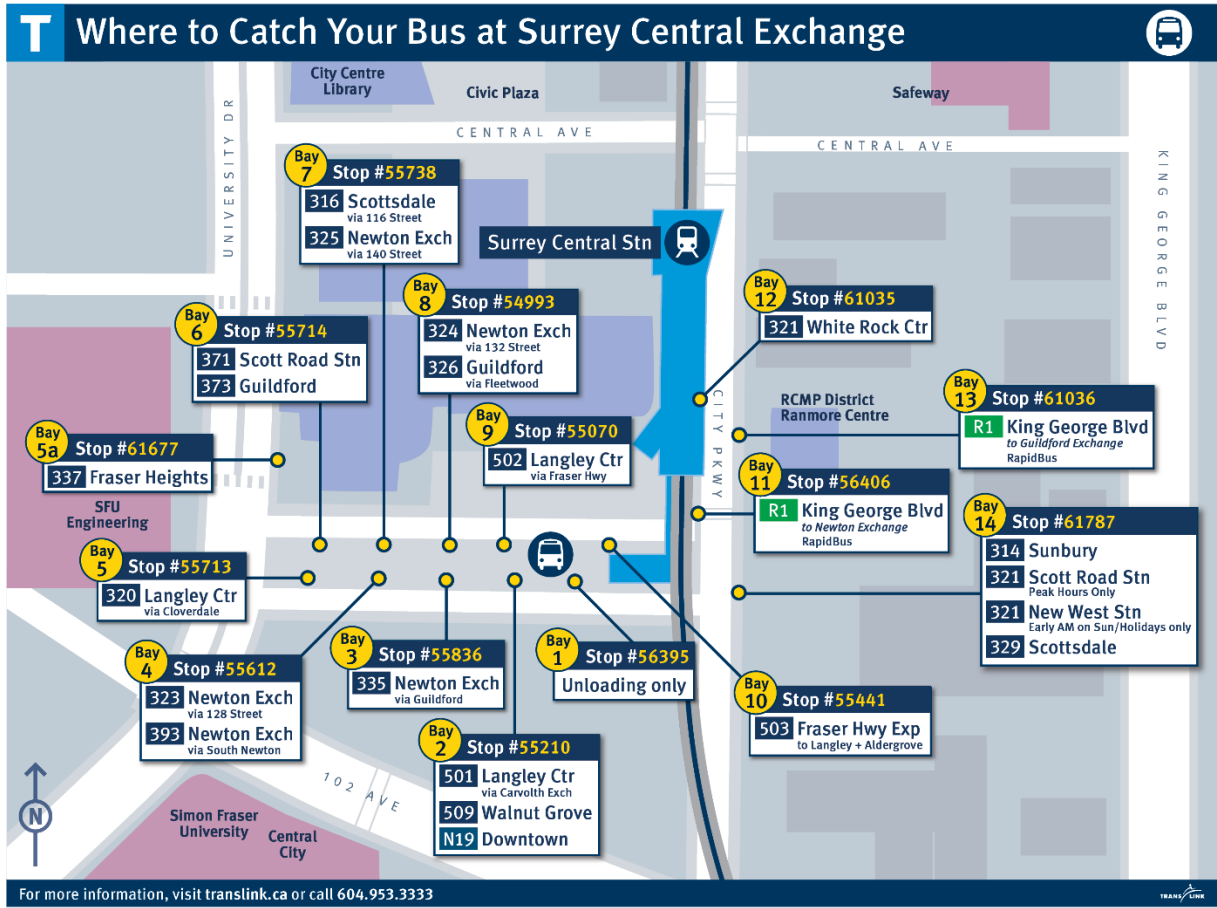 T Where to Catch Your Bus at Surrey Central Exchange
City Centre
Library
Civic Plaza
Safeway
UNIVERSITY DR
CENTRAL AVE
CENTRAL AVE
KING GEORGE BLVD
Bay
7
Stop #55738
316 Scottsdale
via 116 Street
325 Newton Exch
via 140 Street
Surrey Central Stn
Bay
8
Stop #54993
324 Newton Exch
via 132 Street
326 Guildford
via Fleetwood
Bay
12
Stop #61035
321 White Rock Ctr
Bay
6
Stop #55714
371 Scott Road Stn
373 Guildford
CITY PKWY
RCMP District
Ranmore Centre
Bay
13
Stop #61036
R1 King George Blvd
to Guildford Exchange
RapidBus
Bay
9
Stop #55070
502 Langley Ctr
via Fraser Hwy
Bay
5a
Stop #61677
337 Fraser Heights
SFU
Engineering
Bay
11
Stop #56406
R1 King George Blvd
to Newton Exchange
RapidBus
Bay
14
Stop #61787
314 Sunbury
321 Scott Road Stn
Peak Hours Only
321 New West Stn
Early AM on Sun/Holidays only
329 Scottsdale
Bay
5
Stop #55713
320 Langley Ctr
via Cloverdale
Bay
4
Stop #55612
323 Newton Exch
via 128 Street
393 Newton Exch
via South Newton
Bay
3
Stop #55836
335 Newton Exch
via Guildford
Bay
1
Stop #56395
Unloading only
Bay
10
Stop #55441
503 Fraser Hwy Exp
to Langley + Aldergrove
Bay
2
Stop #55210
501 Langley Ctr
via Carvolth Exch
509 Walnut Grove
N19 Downtown
102 AVE
N
Simon Fraser
University
Central
City
For more information, visit translink.ca or call 604.953.3333
TRANSLINK